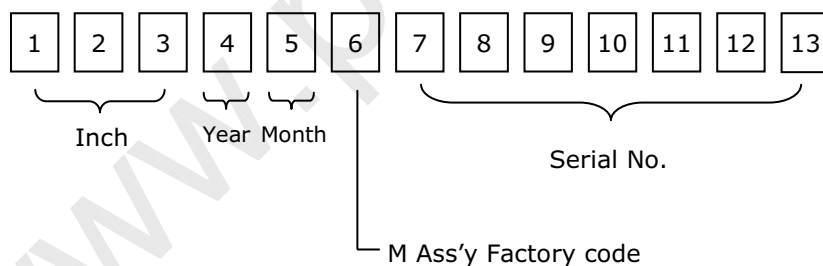 1 2 3 4 5 6 7 8 9 10 11 12 13
Inch Year Month
Serial No.
M Ass’y Factory code
www.p